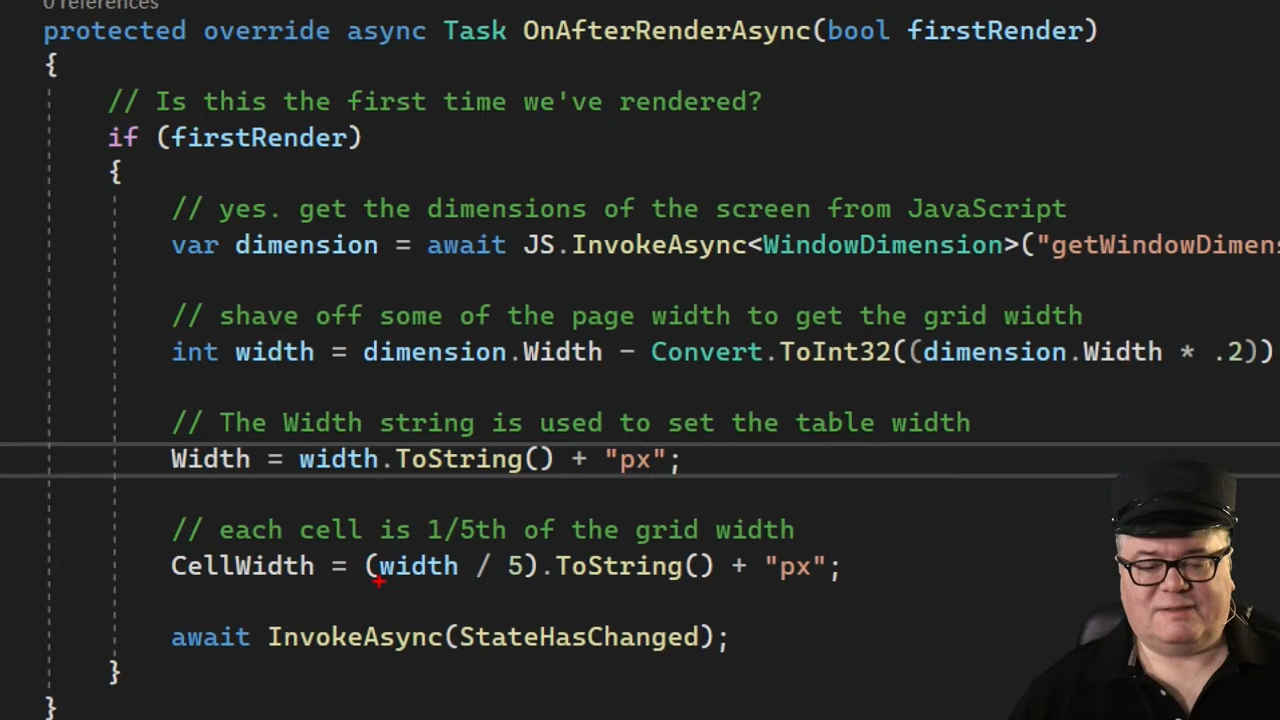 0 references
protected override async Task OnAfterRenderAsync(bool firstRender)
{
// Is this the first time we've rendered?
if (firstRender)
{
// yes. get the dimensions of the screen from JavaScript
var dimension = await JS.InvokeAsync<WindowDimension>("getWindowDimens
// shave off some of the page width to get the grid width
int width = dimension.Width - Convert.ToInt32((dimension.Width * .2))
// The Width string is used to set the table width
Width = width.ToString() + "px";
// each cell is 1/5th of the grid width
CellWidth = (width / 5).ToString() + "px";
await InvokeAsync(StateHasChanged);
}
}